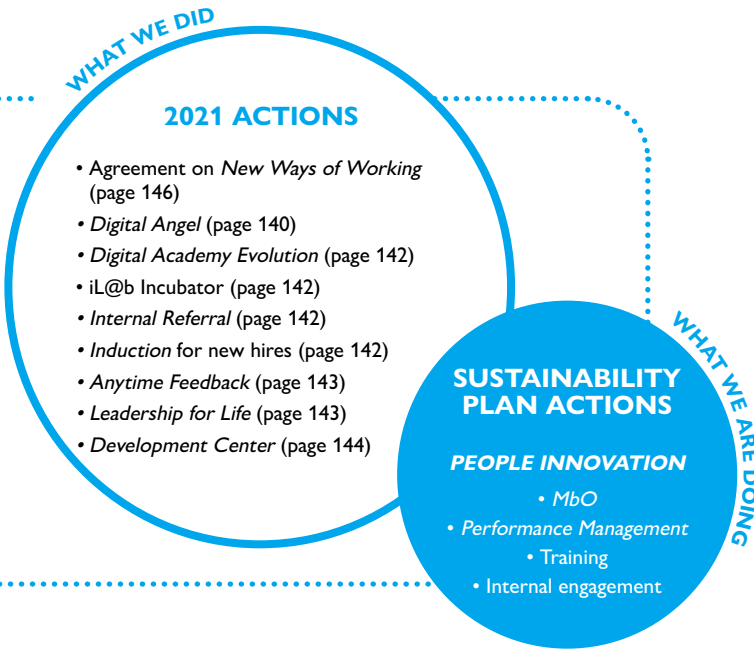 WHAT WE DID
2021 ACTIONS
• Agreement on New Ways of Working
(page 146)
• Digital Angel (page 140)
• Digital Academy Evolution (page 142)
• iL@b Incubator (page 142)
• Internal Referral (page 142)
• Induction for new hires (page 142)
• Anytime Feedback (page 143)
• Leadership for Life (page 143)
• Development Center (page 144)
WHAT WE ARE DOING
SUSTAINABILITY
PLAN ACTIONS
PEOPLE INNOVATION
• MbO
• Performance Management
• Training
• Internal engagement